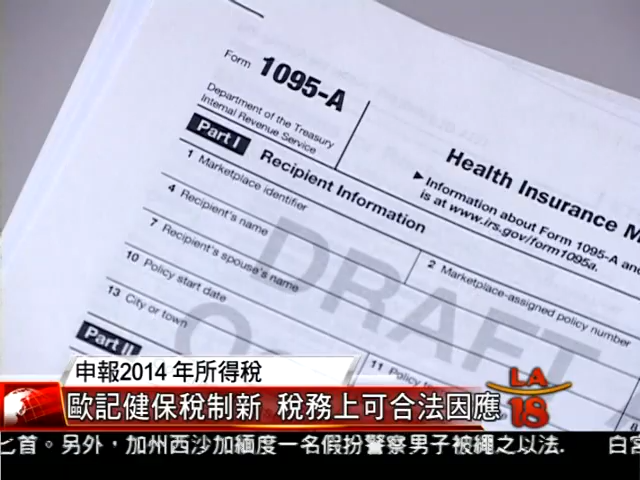 Form 1095-A
Department of the Treasury
Internal Revenue Service
Health Insurance M
▶ Information about Form 1095-A and
is at www.irs.gov/form1095a.
Part I Recipient Information
1 Marketplace identifier
2 Marketplace-assigned policy number
4 Recipient's name
7 Recipient's spouse's name
10 Policy start date
11 Policy
13 City or town
Part II
DRAFT
申報2014年所得稅
歐記健保稅制新 稅務上可合法因應
LA
18
匕首。另外，加州西沙加緬度一名假扮警察男子被繩之以法.
白宮